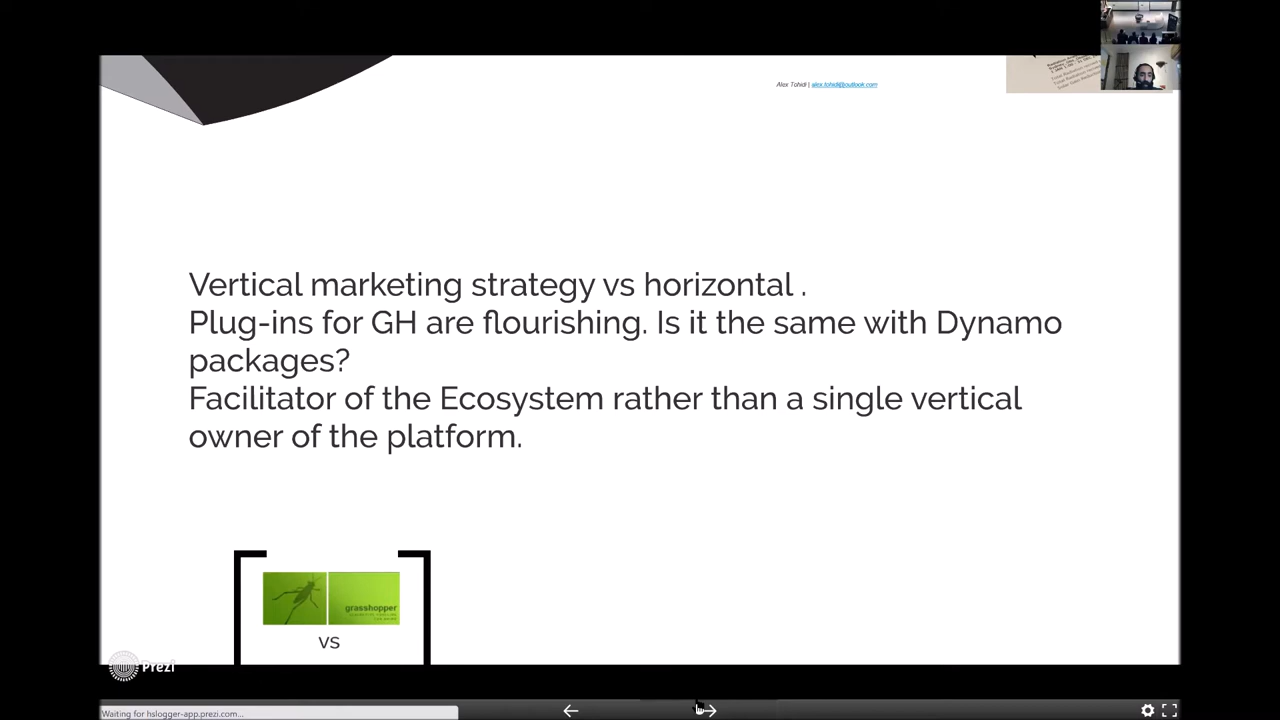 Alex Tohidi | alex.tohidi@outlook.com
Vertical marketing strategy vs horizontal .
Plug-ins for GH are flourishing. Is it the same with Dynamo
packages?
Facilitator of the Ecosystem rather than a single vertical
owner of the platform.
grasshopper
vs
Prezi
Waiting for hslogger-app.prezi.com...